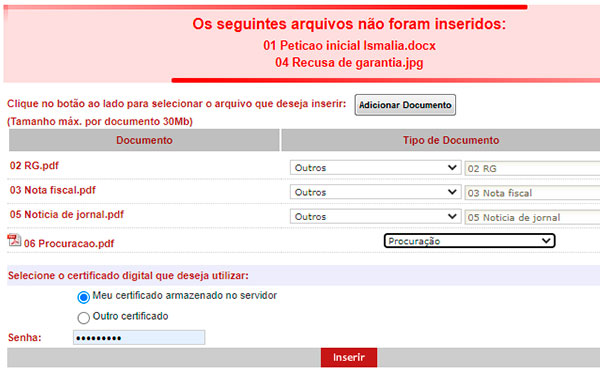 Os seguintes arquivos não foram inseridos:
01 Peticao inicial Ismalia.docx
04 Recusa de garantia.jpg
Clique no botão ao lado para selecionar o arquivo que deseja inserir: Adicionar Documento
(Tamanho máx. por documento 30Mb)
Documento Tipo de Documento
02 RG.pdf Outros 02 RG
03 Nota fiscal.pdf Outros 03 Nota fiscal
05 Noticia de jornal.pdf Outros 05 Noticia de jornal
06 Procuracao.pdf Procuração
Selecione o certificado digital que deseja utilizar:
Meu certificado armazenado no servidor
Outro certificado
Senha: •••••••••
Inserir